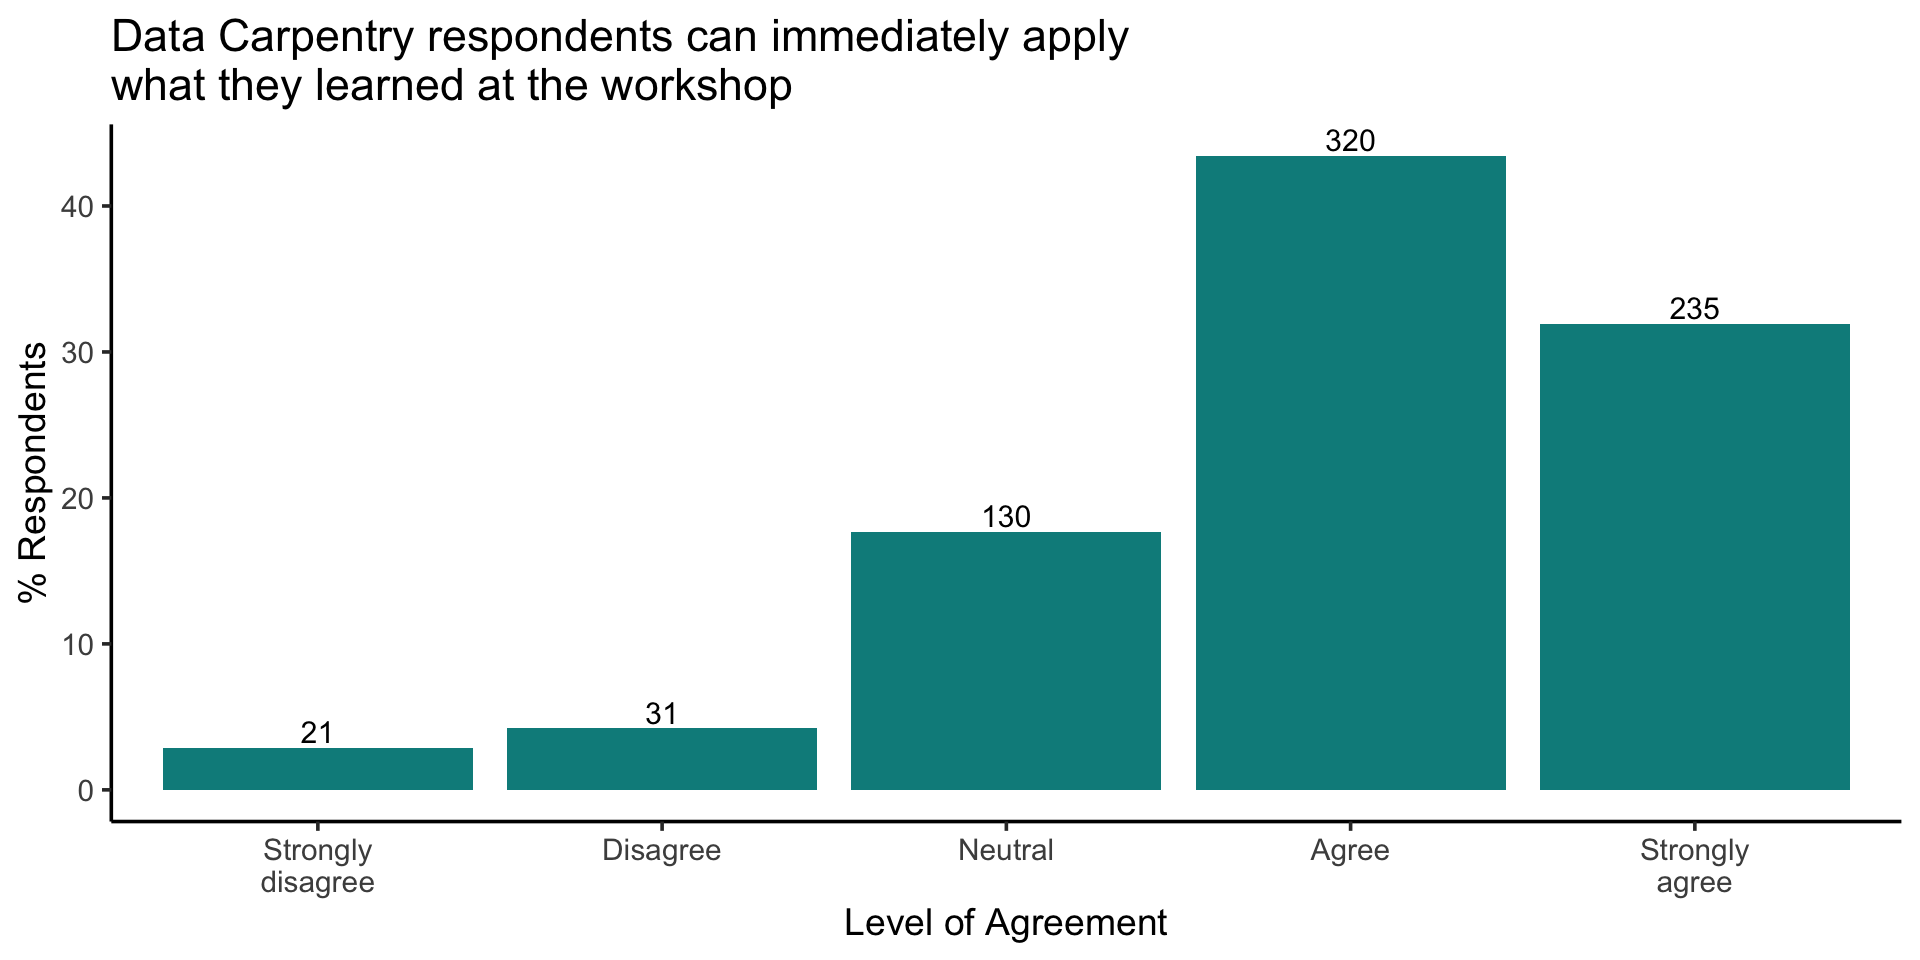 Data Carpentry respondents can immediately apply
what they learned at the workshop
% Respondents
40
30
20
10
0
21
31
130
320
235
Strongly
disagree
Disagree
Neutral
Agree
Strongly
agree
Level of Agreement